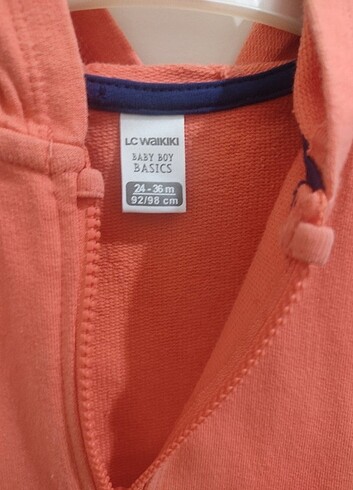 LC WAIKIKI
BABY BOY
BASICS
24-36 m
92/98 cm